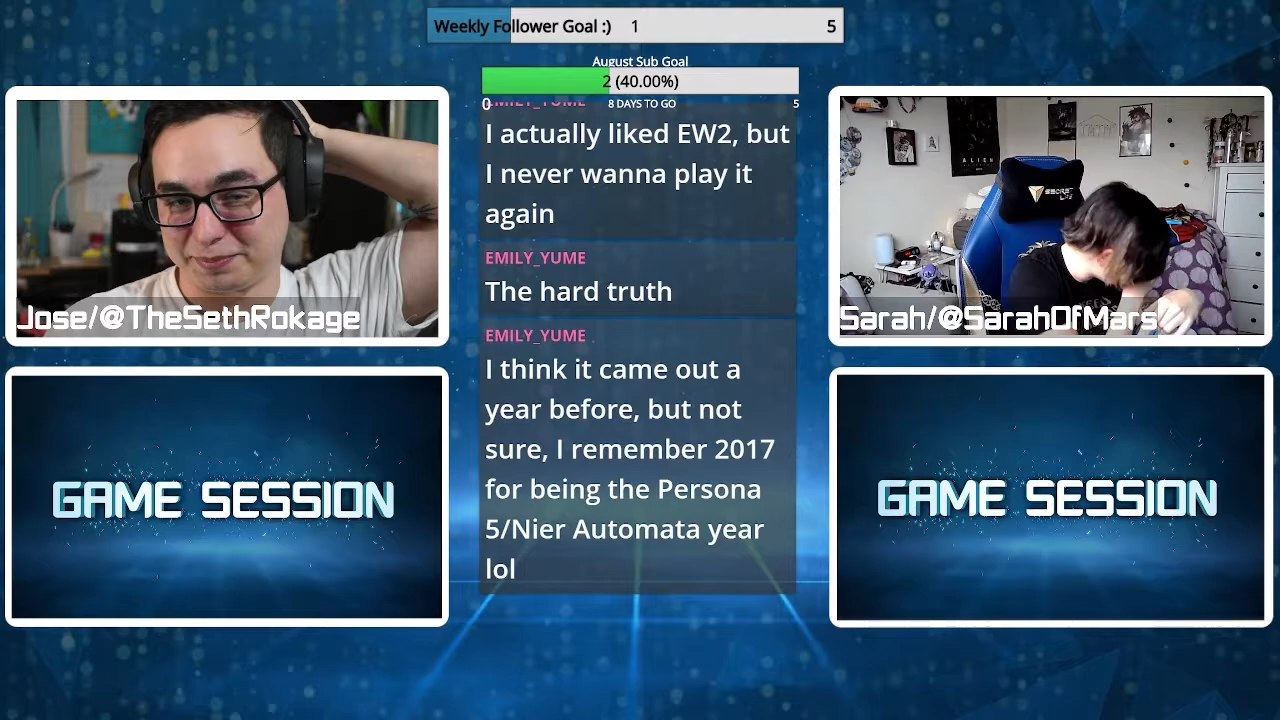 Weekly Follower Goal :) 1 5
August Sub Goal
2 (40.00%)
0 8 DAYS TO GO 5
EMILY_YUME
I actually liked EW2, but
I never wanna play it
again
EMILY_YUME
The hard truth
EMILY_YUME
I think it came out a
year before, but not
sure, I remember 2017
for being the Persona
5/Nier Automata year
lol
Jose/@TheSethRokage
ALIEN
Sarah/@SarahOfMars
GAME SESSION
GAME SESSION